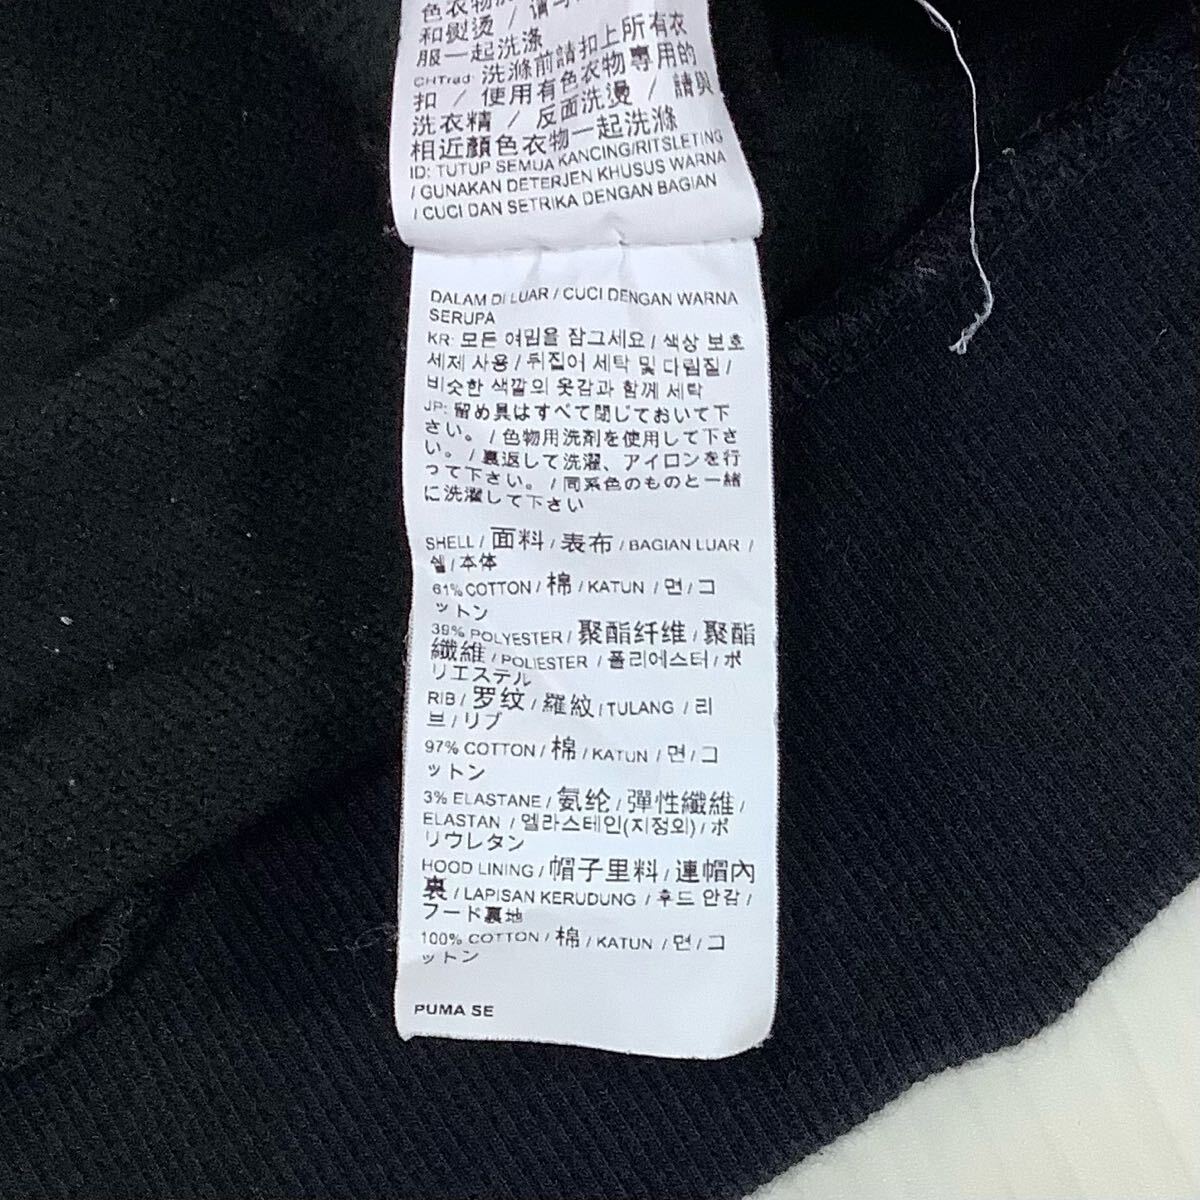 色衣物
和熨烫 / 请与
服一起洗涤
CHTrad: 洗滌前請扣上所有衣
扣 / 使用有色衣物專用的
洗衣精 / 反面洗燙 / 請與
相近顏色衣物一起洗滌
ID: TUTUP SEMUA KANCING/RITSLETING
/ GUNAKAN DETERJEN KHUSUS WARNA
/ CUCI DAN SETRIKA DENGAN BAGIAN
DALAM DI LUAR / CUCI DENGAN WARNA
SERUPA
KR: 모든 여밈을 잠그세요 / 색상 보호
세제 사용 / 뒤집어 세탁 및 다림질 /
비슷한 색깔의 옷감과 함께 세탁
JP: 留め具はすべて閉じておいて下
さい。 / 色物用洗剤を使用して下さ
い。 / 裏返して洗濯、アイロンを行
って下さい。 / 同系色のものと一緒
に洗濯して下さい
SHELL / 面料 / 表布 / BAGIAN LUAR /
쉘 / 本体
61% COTTON / 棉 / KATUN / 면 / コ
ットン
39% POLYESTER / 聚酯纤维 / 聚酯
纖維 / POLIESTER / 폴리에스터 / ポ
リエステル
RIB / 罗纹 / 羅紋 / TULANG / 리
브 / リブ
97% COTTON / 棉 / KATUN / 면 / コ
ットン
3% ELASTANE / 氨纶 / 彈性纖維 /
ELASTAN / 엘라스테인(지정외) / ポ
リウレタン
HOOD LINING / 帽子里料 / 連帽內
裏 / LAPISAN KERUDUNG / 후드 안감 /
フード裏地
100% COTTON / 棉 / KATUN / 면 / コ
ットン
PUMA SE